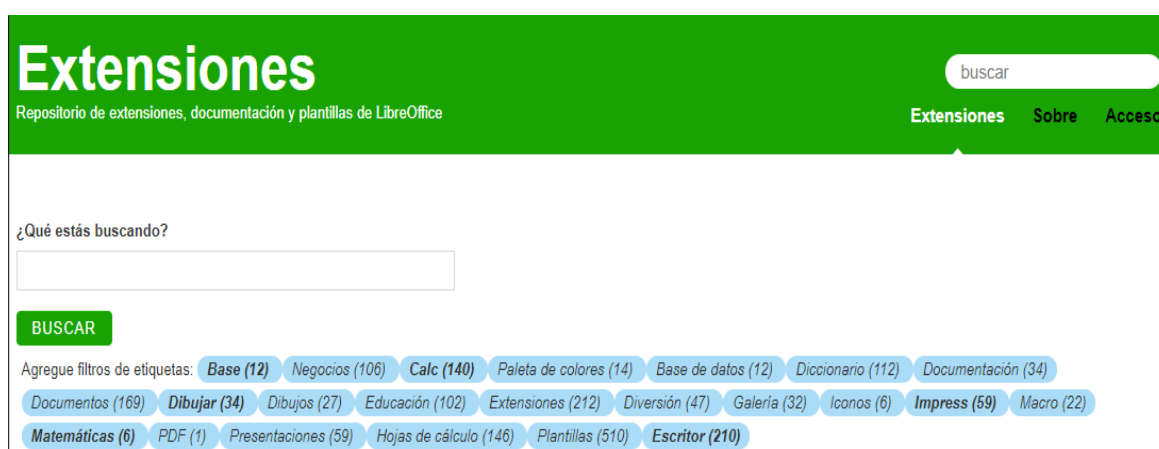 Extensiones
buscar
Repositorio de extensiones, documentación y plantillas de LibreOffice
Extensiones Sobre Acceso
¿Qué estás buscando?
BUSCAR
Agregue filtros de etiquetas: Base (12) Negocios (106) Calc (140) Paleta de colores (14) Base de datos (12) Diccionario (112) Documentación (34)
Documentos (169) Dibujar (34) Dibujos (27) Educación (102) Extensiones (212) Diversión (47) Galería (32) Iconos (6) Impress (59) Macro (22)
Matemáticas (6) PDF (1) Presentaciones (59) Hojas de cálculo (146) Plantillas (510) Escritor (210)